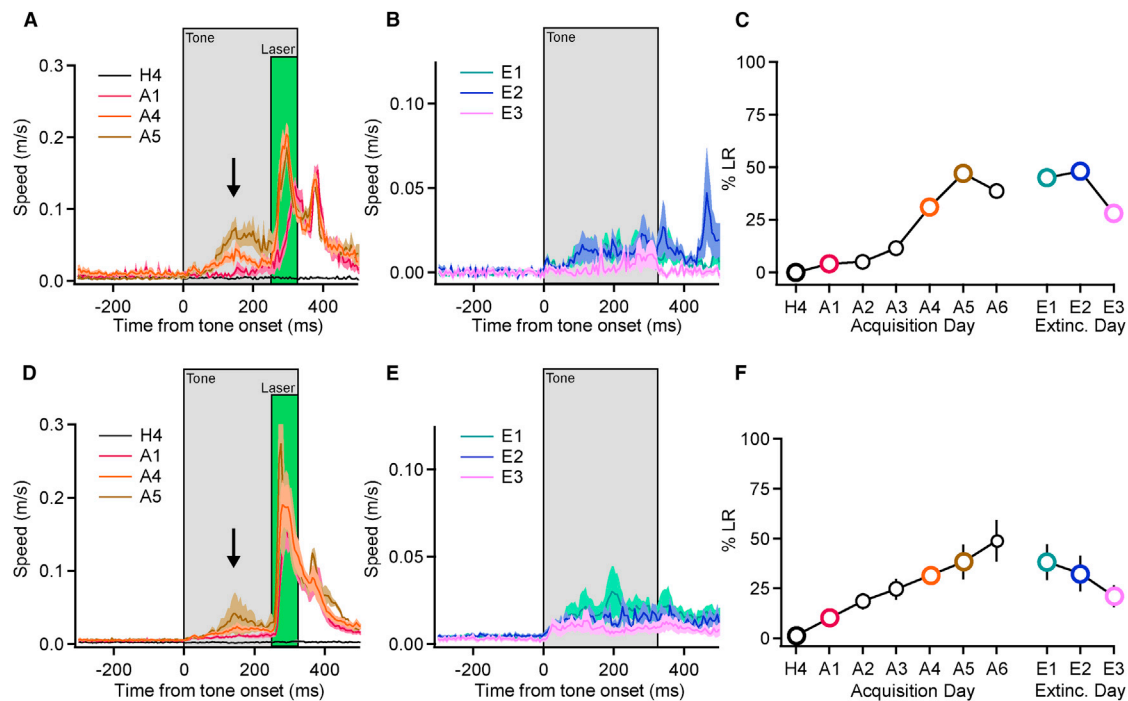 A
Tone
Laser
H4
A1
A4
A5
0.3
0.2
0.1
0.0
Speed (m/s)
-200 0 200 400
Time from tone onset (ms)
B
Tone
E1
E2
E3
0.10
0.05
0.00
Speed (m/s)
-200 0 200 400
Time from tone onset (ms)
C
100
75
50
25
0
% LR
H4 A1 A2 A3 A4 A5 A6 E1 E2 E3
Acquisition Day Extinc. Day
D
Tone
Laser
H4
A1
A4
A5
0.3
0.2
0.1
0.0
Speed (m/s)
-200 0 200 400
Time from tone onset (ms)
E
Tone
E1
E2
E3
0.10
0.05
0.00
Speed (m/s)
-200 0 200 400
Time from tone onset (ms)
F
100
75
50
25
0
% LR
H4 A1 A2 A3 A4 A5 A6 E1 E2 E3
Acquisition Day Extinc. Day